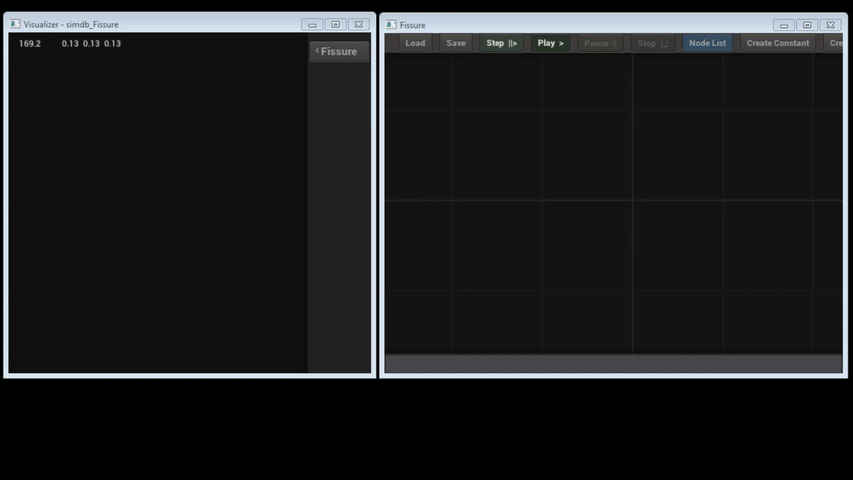 Visualizer - simdb_Fissure
169.2 0.13 0.13 0.13
‹Fissure
Fissure
Load Save Step ||> Play > Pause || Stop Node List Create Constant Cre